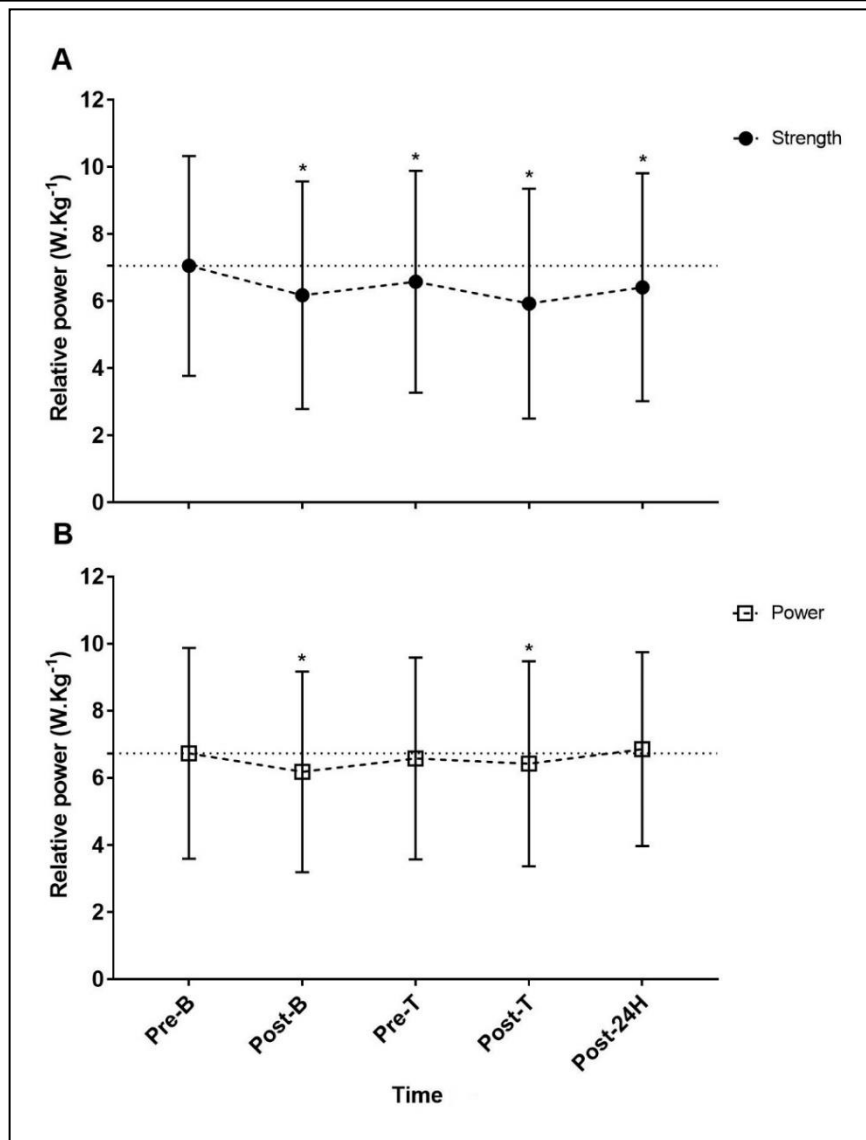 A
12
10
8
6
4
2
0
Relative power (W.Kg-1)
* * * *
Strength
B
12
10
8
6
4
2
0
Relative power (W.Kg-1)
* *
Power
Pre-B
Post-B
Pre-T
Post-T
Post-24H
Time